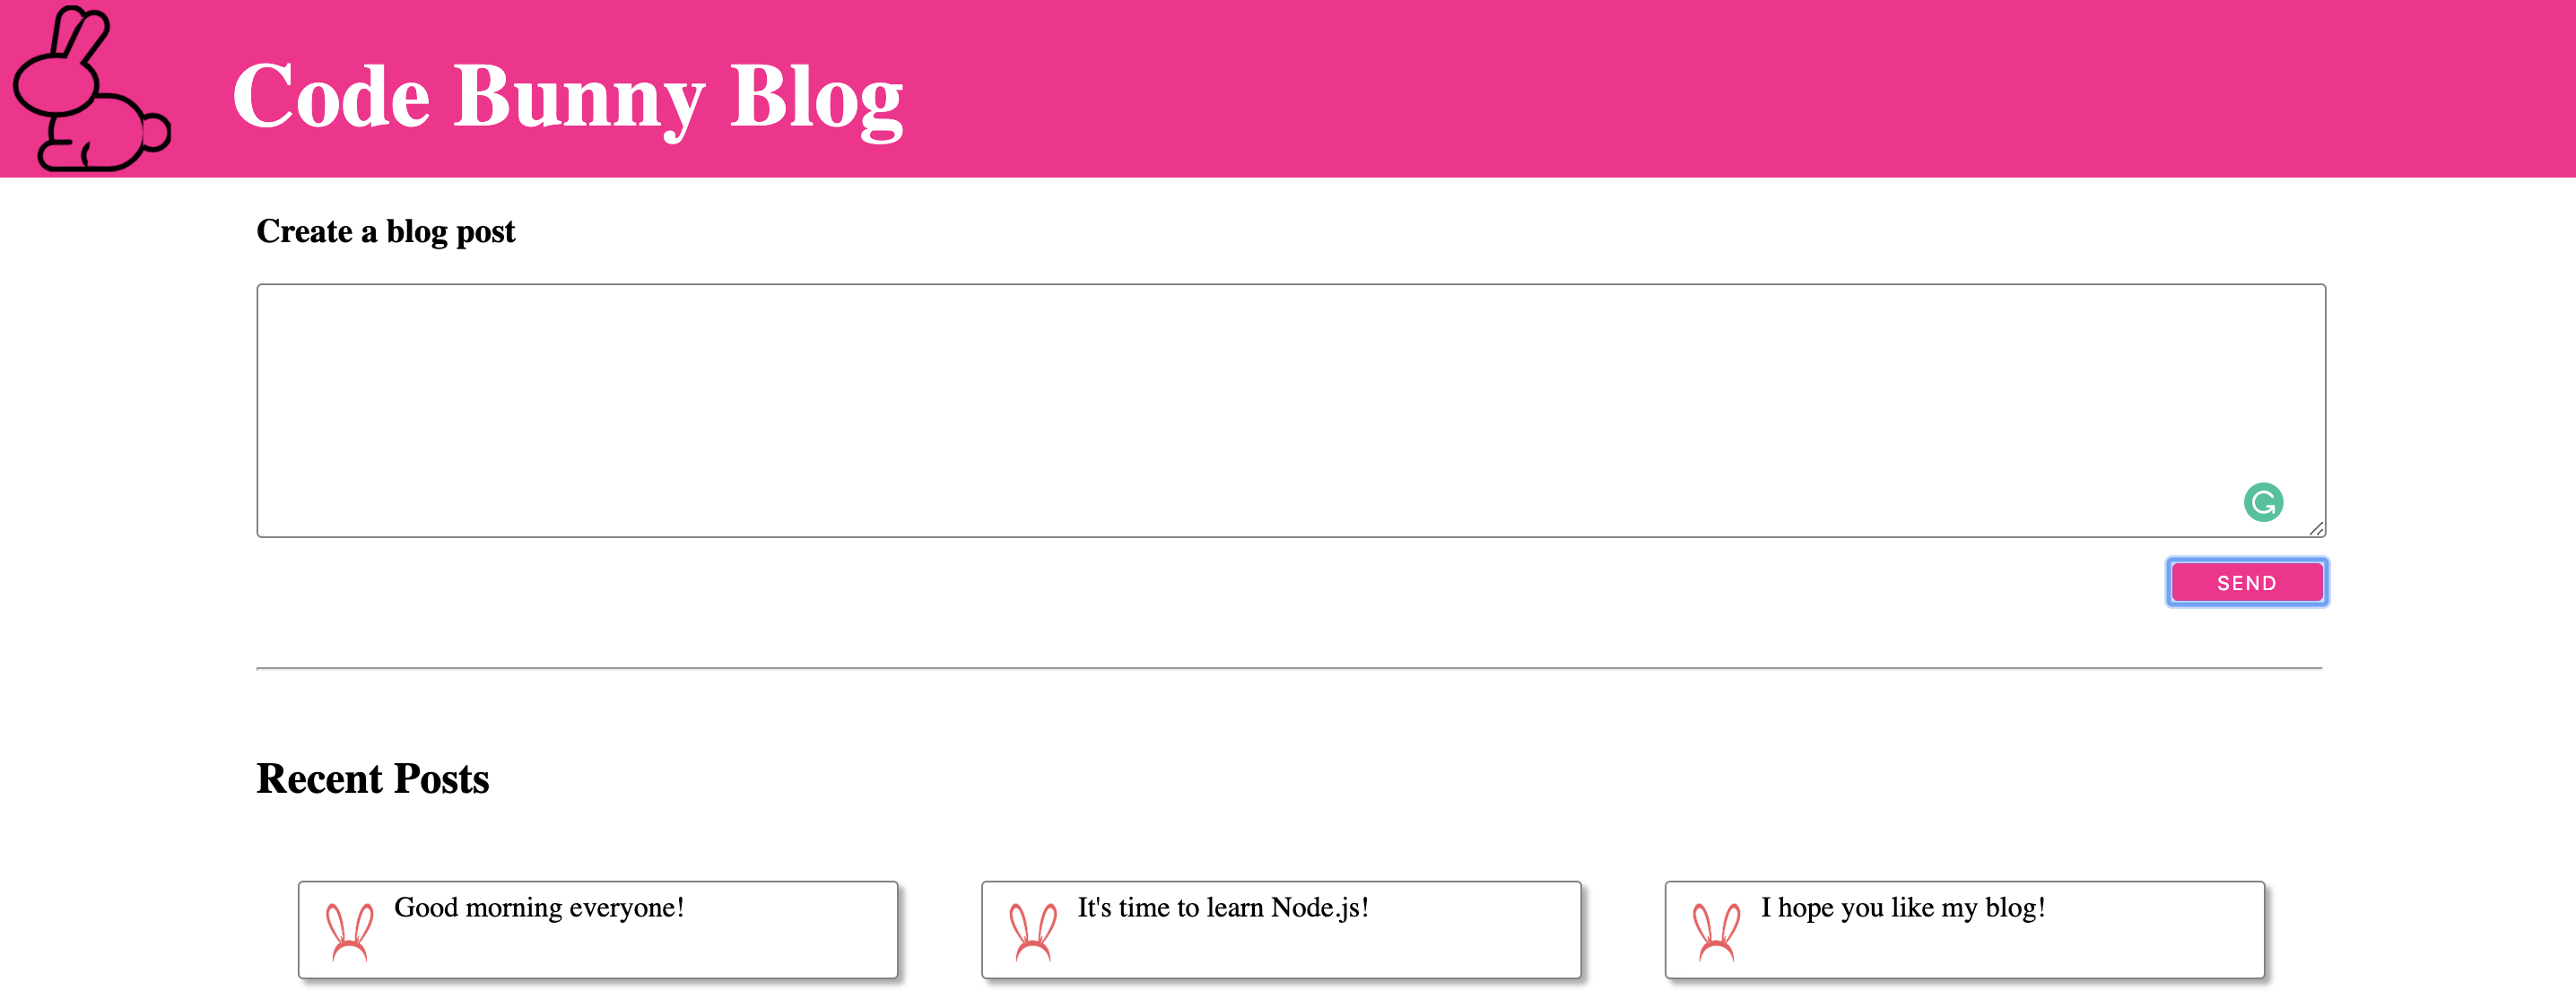 Code Bunny Blog
Create a blog post
SEND
Recent Posts
Good morning everyone!
It's time to learn Node.js!
I hope you like my blog!